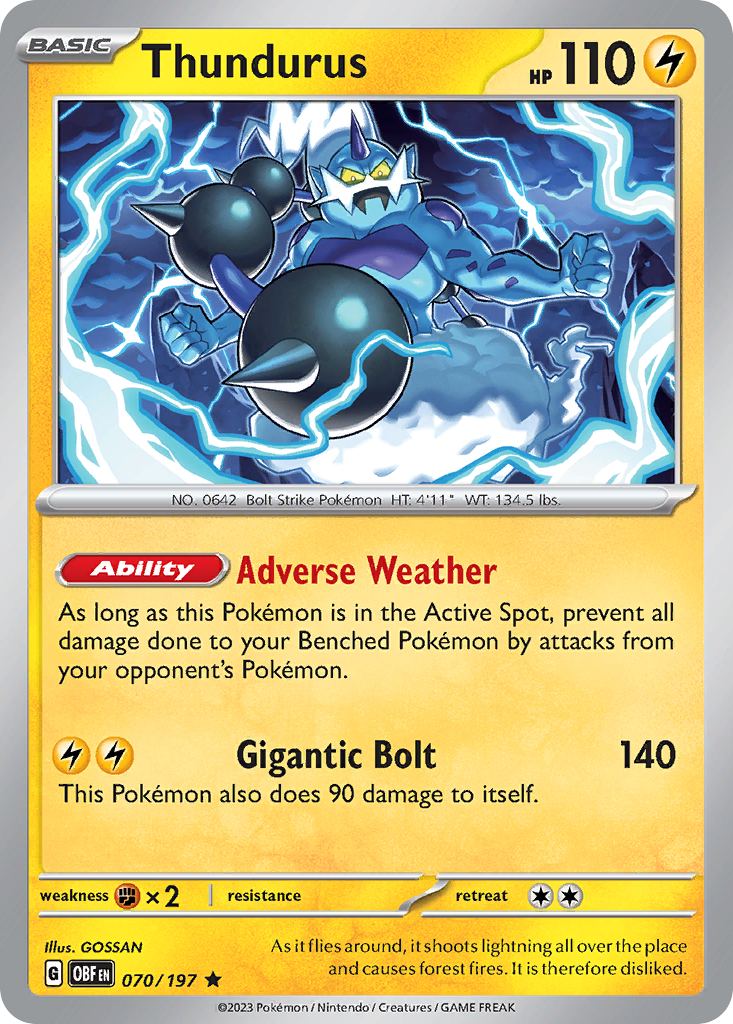 BASIC
Thundurus
HP 110
NO. 0642 Bolt Strike Pokémon HT: 4'11" WT: 134.5 lbs.
Ability Adverse Weather
As long as this Pokémon is in the Active Spot, prevent all
damage done to your Benched Pokémon by attacks from
your opponent's Pokémon.
Gigantic Bolt 140
This Pokémon also does 90 damage to itself.
weakness ×2 resistance retreat
Illus. GOSSAN
As it flies around, it shoots lightning all over the place
and causes forest fires. It is therefore disliked.
G OBF EN 070/197 ★
©2023 Pokémon / Nintendo / Creatures / GAME FREAK